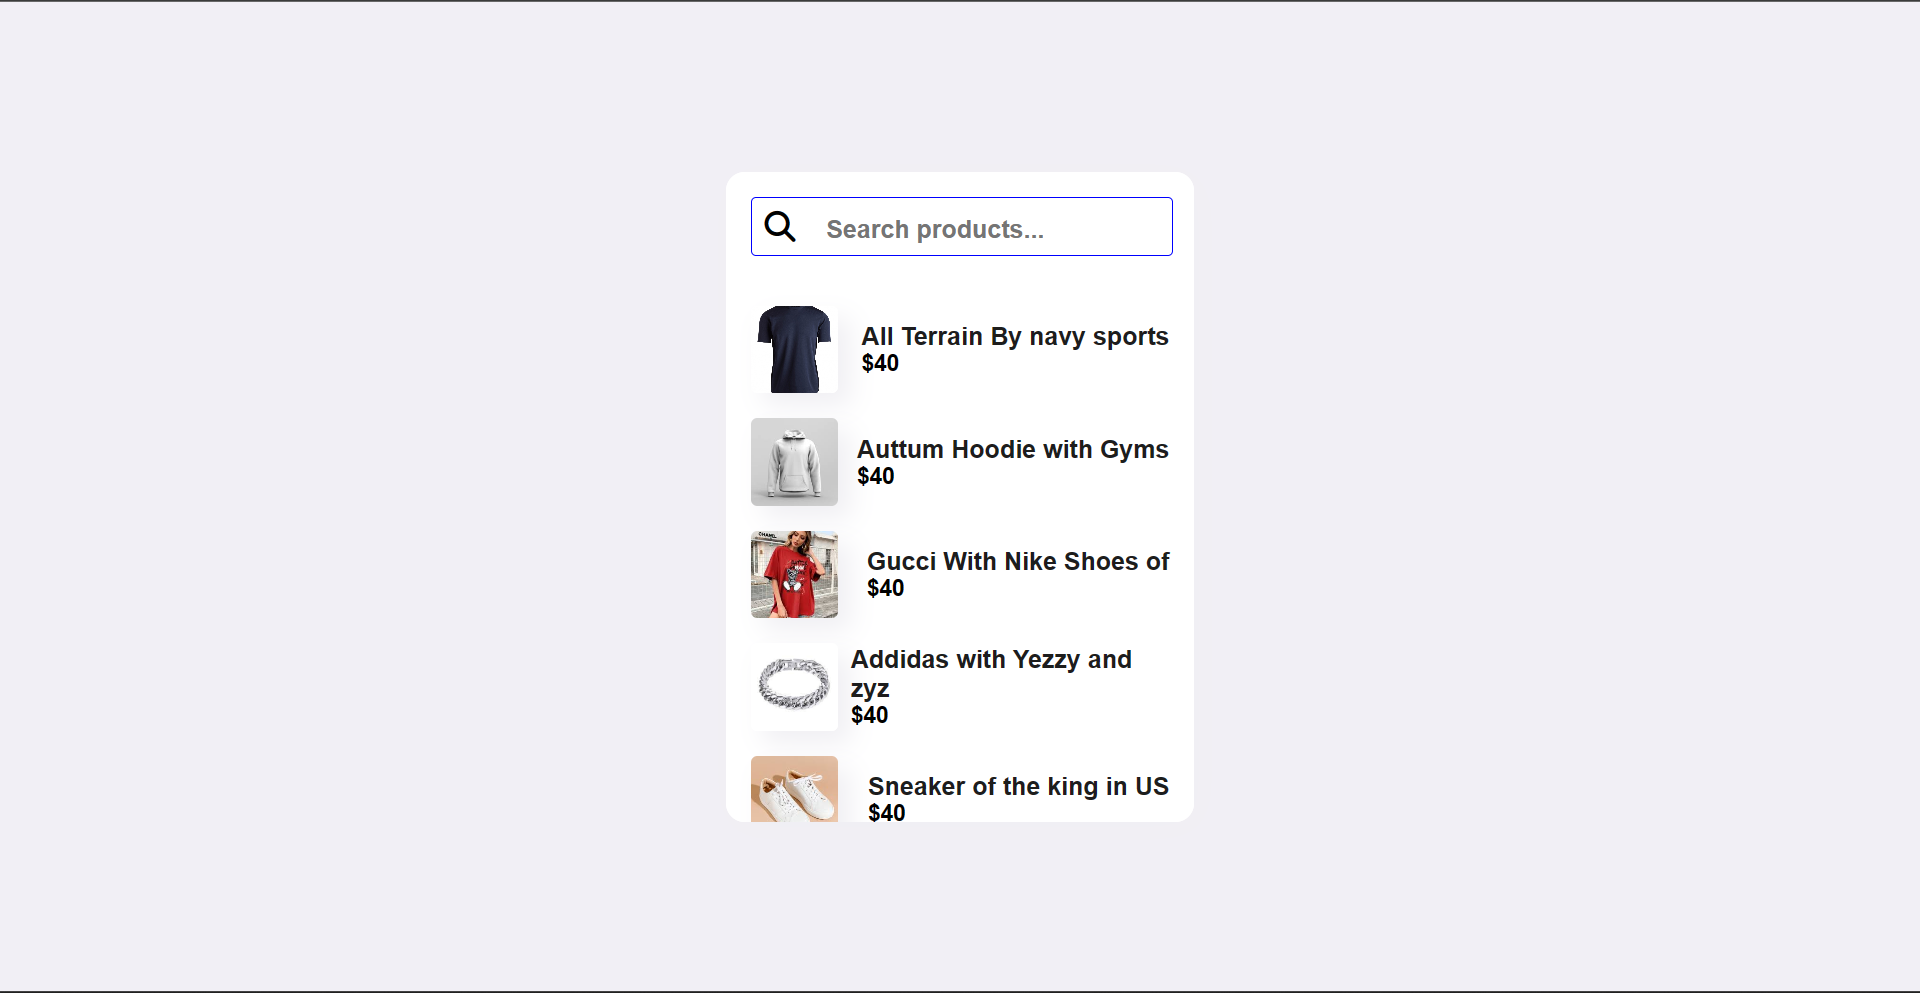 Search products...
All Terrain By navy sports
$40
Auttum Hoodie with Gyms
$40
CHANEL
Gucci With Nike Shoes of
$40
Addidas with Yezzy and
zyz
$40
Sneaker of the king in US
$40